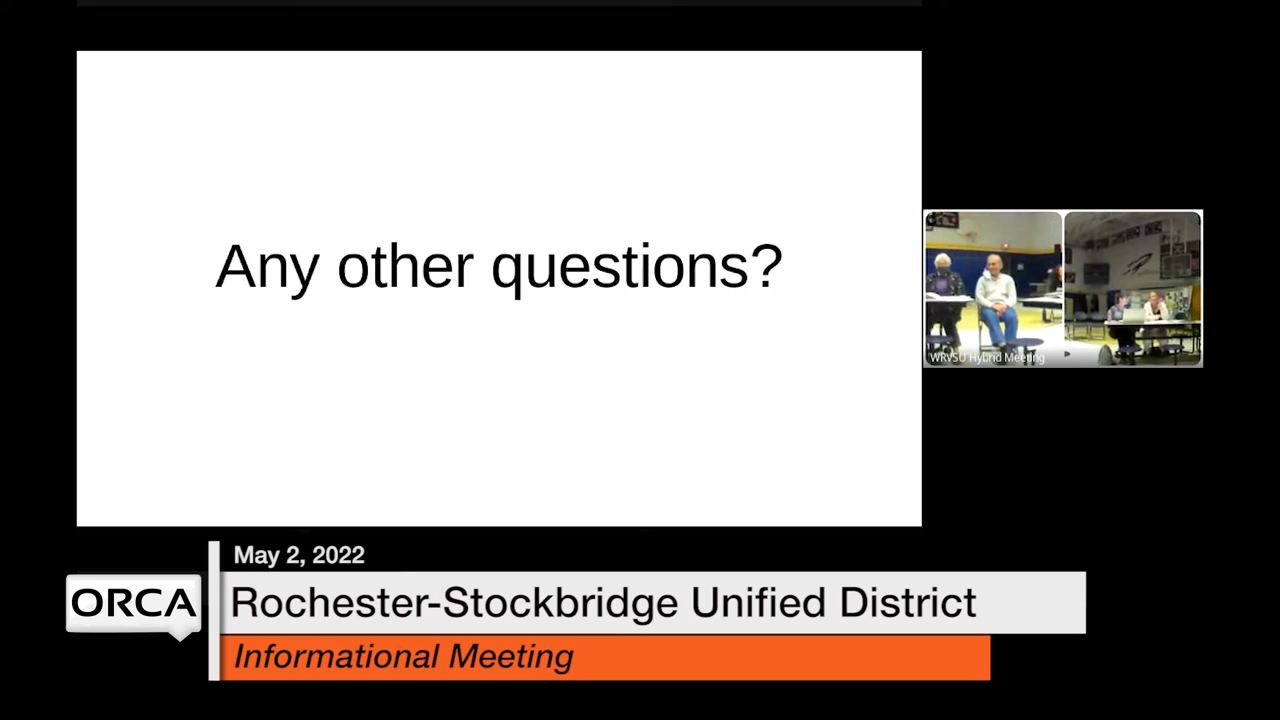 Any other questions?
WRVSU Hybrid Meeting
May 2, 2022
ORCA
Rochester-Stockbridge Unified District
Informational Meeting